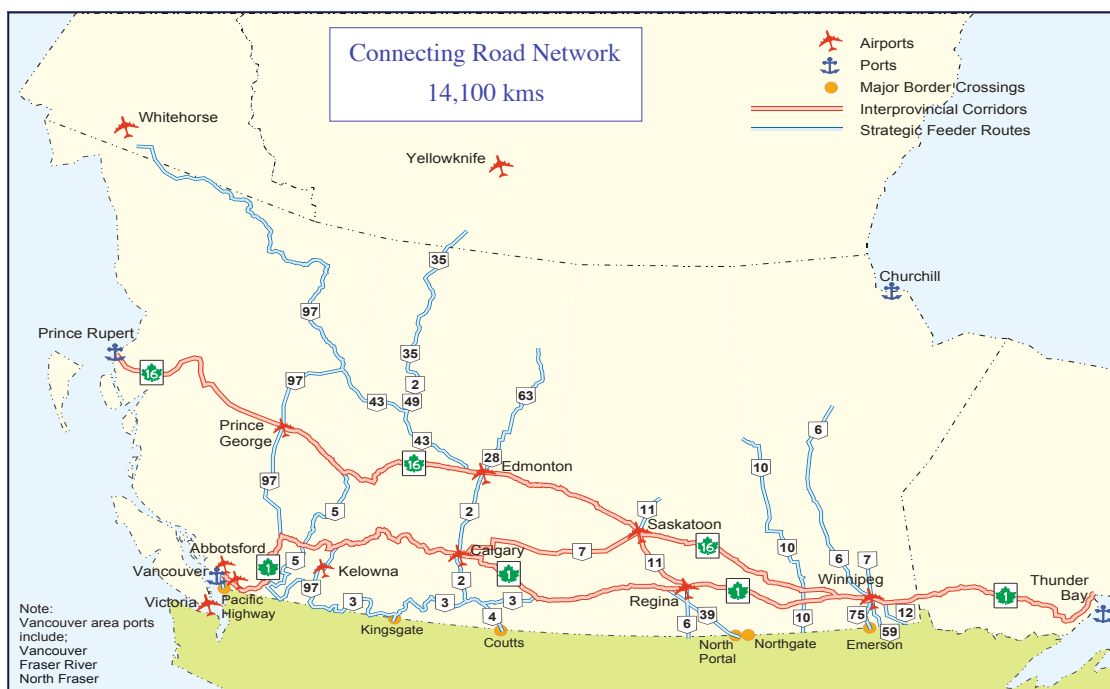 Connecting Road Network
14,100 kms
Airports
Ports
Major Border Crossings
Interprovincial Corridors
Strategic Feeder Routes
Whitehorse
Yellowknife
35
Churchill
97
Prince Rupert
35
16
97
2
63
43
49
6
Prince
George
43
28
16
Edmonton
10
97
5
2
11
Saskatoon
16
10
Abbotsford
5
Calgary
7
11
6
7
Vancouver
1
Kelowna
1
Winnipeg
Thunder
Bay
97
2
Regina
1
1
Victoria
Pacific
Highway
3
3
3
39
75
12
Note:
Vancouver area ports
include;
Vancouver
Fraser River
North Fraser
Kingsgate
4
Coutts
6
North
Portal
Northgate
10
Emerson
59